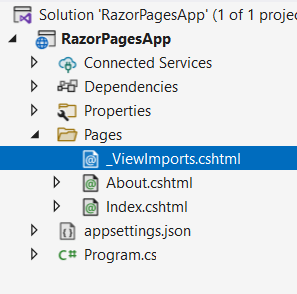 Solution 'RazorPagesApp' (1 of 1 proje
RazorPagesApp
Connected Services
Dependencies
Properties
Pages
_ViewImports.cshtml
About.cshtml
Index.cshtml
appsettings.json
C# Program.cs